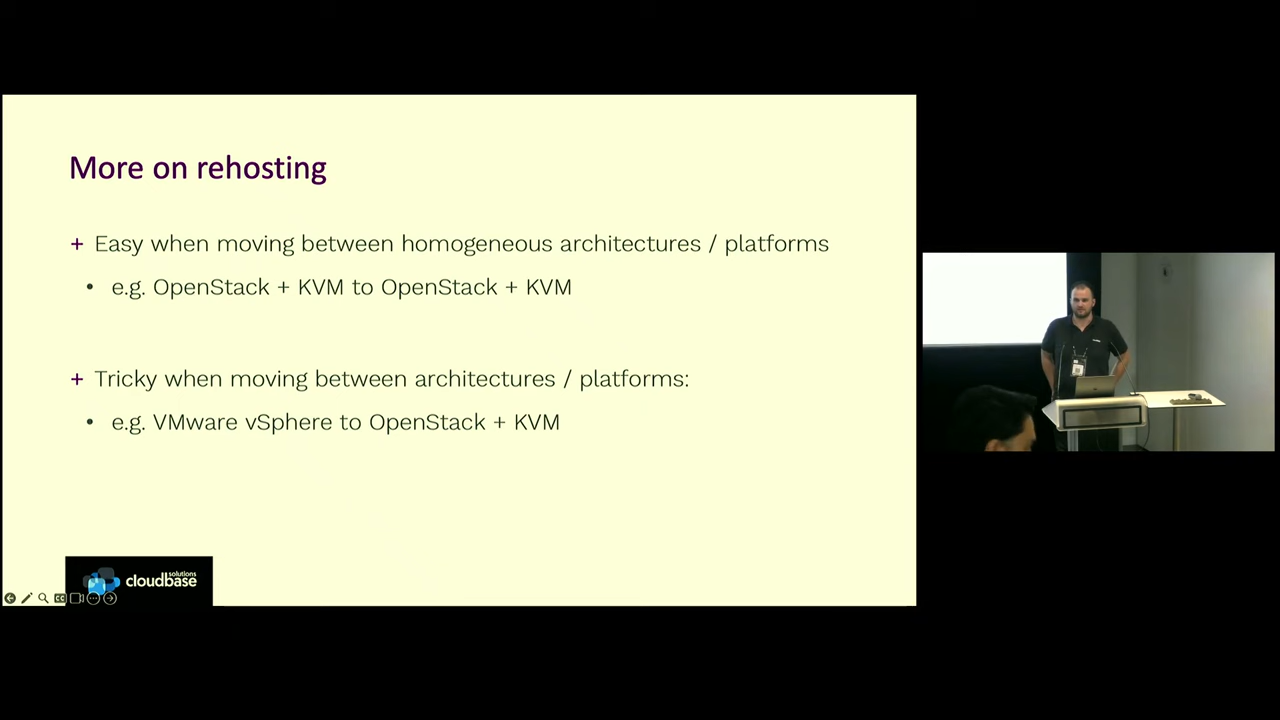 More on rehosting
+ Easy when moving between homogeneous architectures / platforms
• e.g. OpenStack + KVM to OpenStack + KVM
+ Tricky when moving between architectures / platforms:
• e.g. VMware vSphere to OpenStack + KVM
solutions
cloudbase